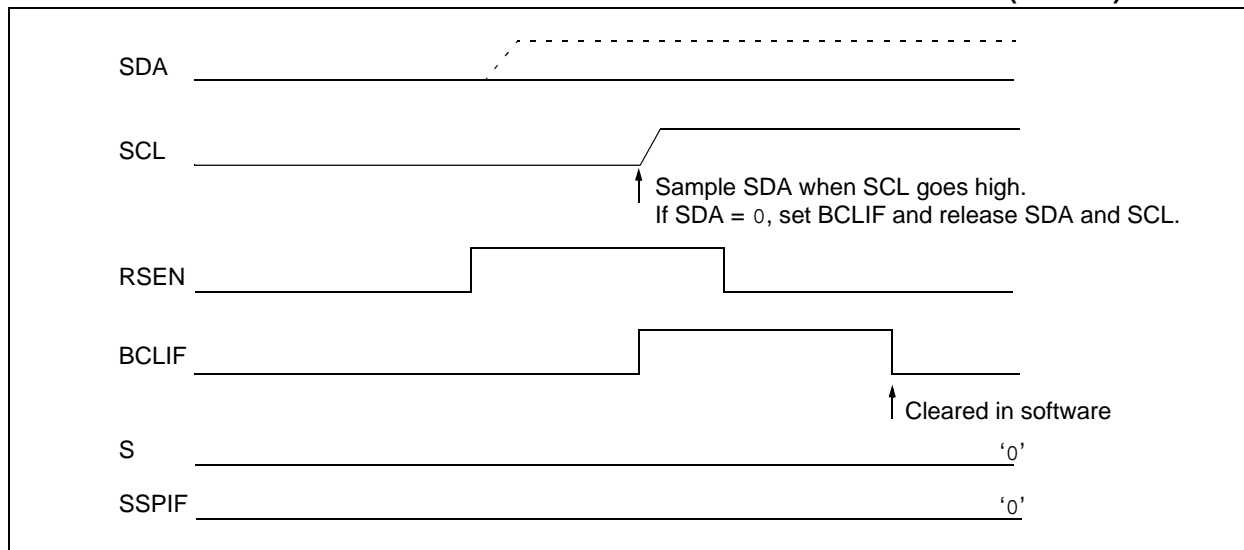 SDA
SCL
Sample SDA when SCL goes high.
If SDA = 0, set BCLIF and release SDA and SCL.
RSEN
BCLIF
Cleared in software
S
‘0’
SSPIF
‘0’